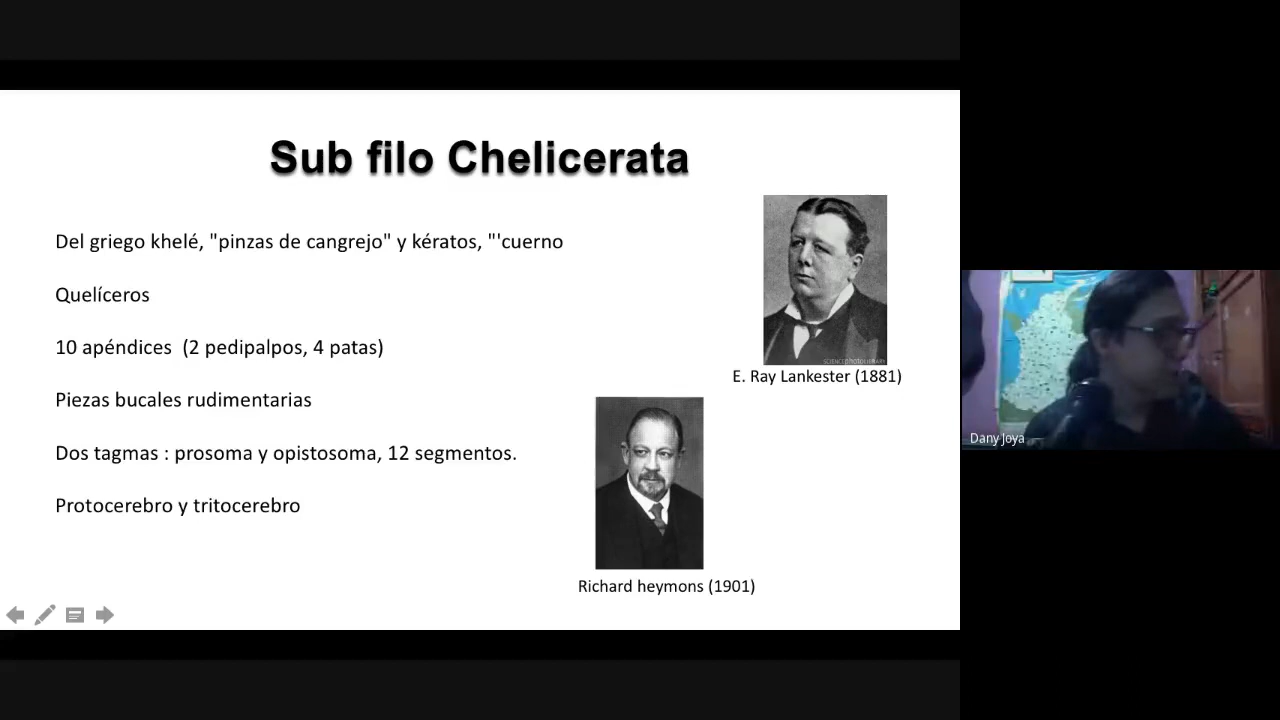 Sub filo Chelicerata
Del griego khelé, "pinzas de cangrejo" y kératos, "'cuerno
Quelíceros
10 apéndices (2 pedipalpos, 4 patas)
Piezas bucales rudimentarias
Dos tagmas : prosoma y opistosoma, 12 segmentos.
Protocerebro y tritocerebro
SCIENCEPHOTOLIBRARY
E. Ray Lankester (1881)
Richard heymons (1901)
Dany Joya